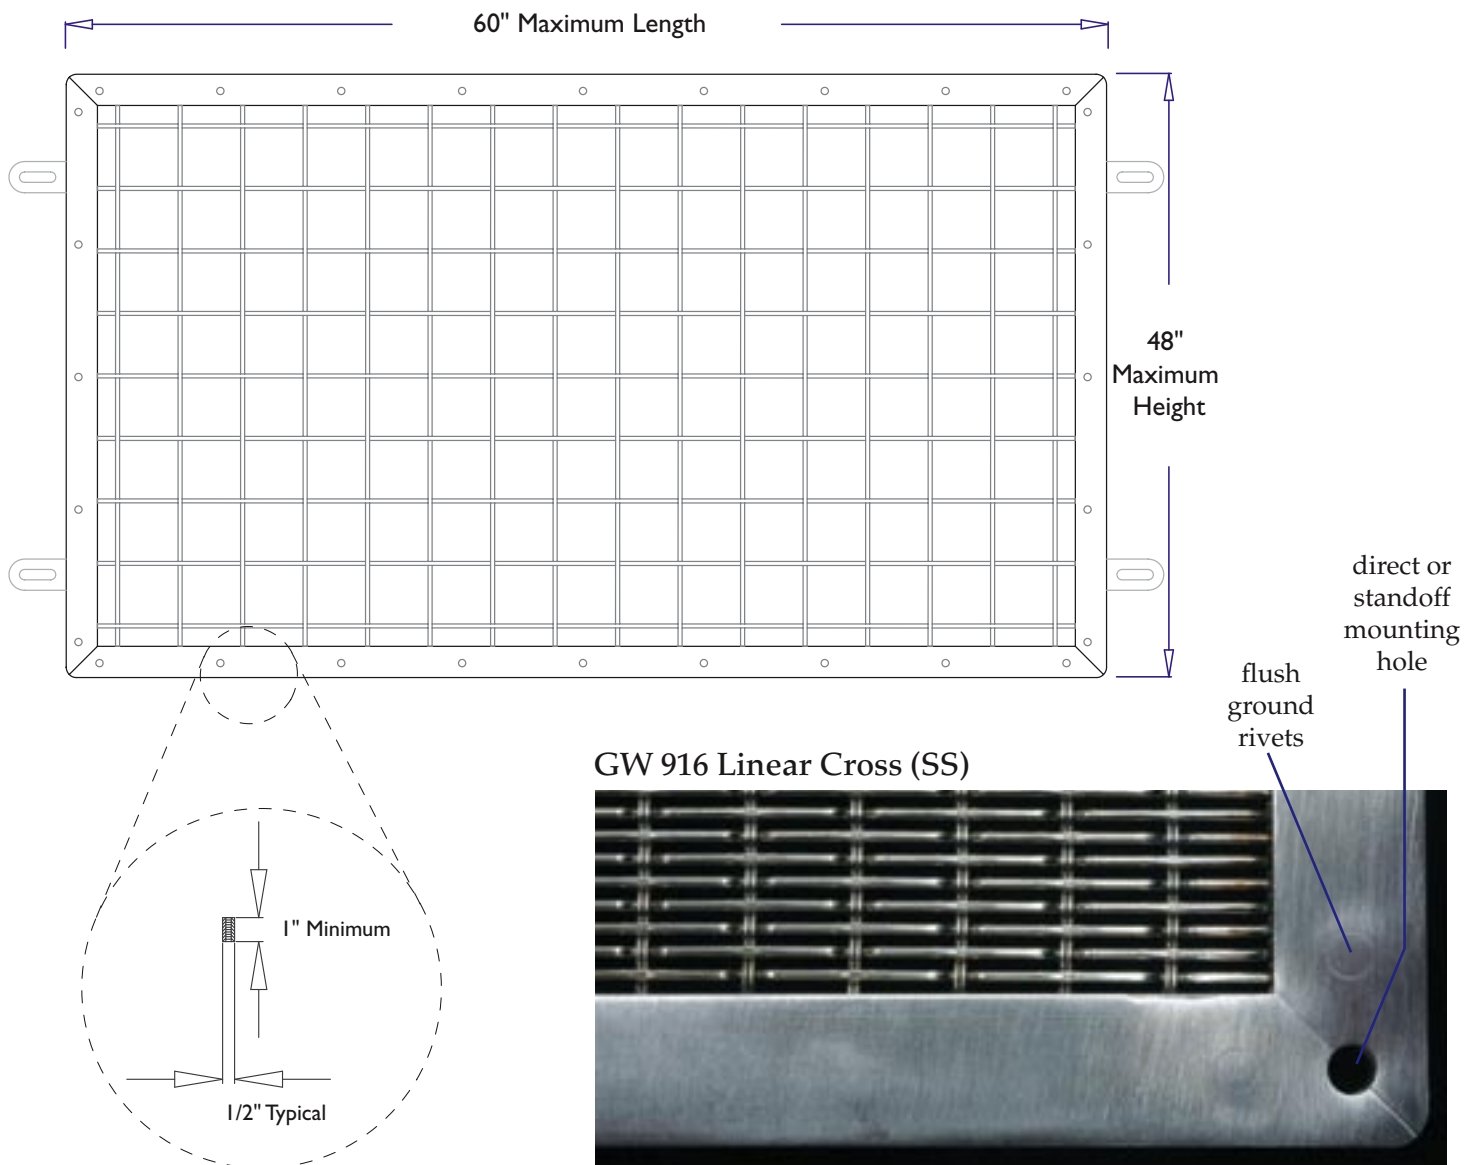 60" Maximum Length
48"
Maximum
Height
direct or
standoff
mounting
hole
flush
ground
rivets
GW 916 Linear Cross (SS)
1" Minimum
1/2" Typical